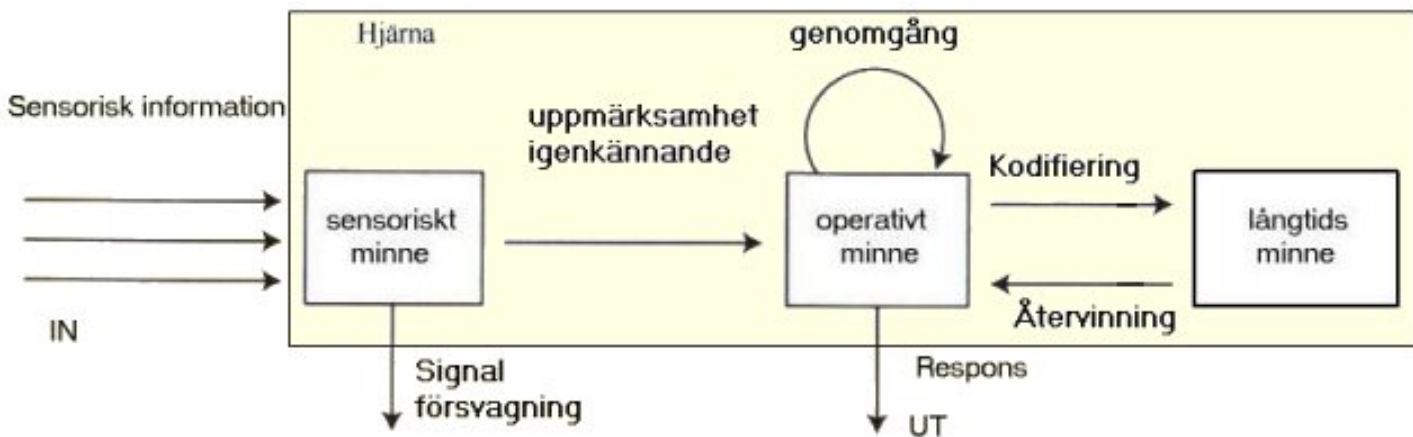 Hjärna
genomgång
Sensorisk information
uppmärksamhet
igenkännande
Kodifiering
sensoriskt
minne
operativt
minne
långtids
minne
IN
Återvinning
Signal
försvagning
Respons
UT